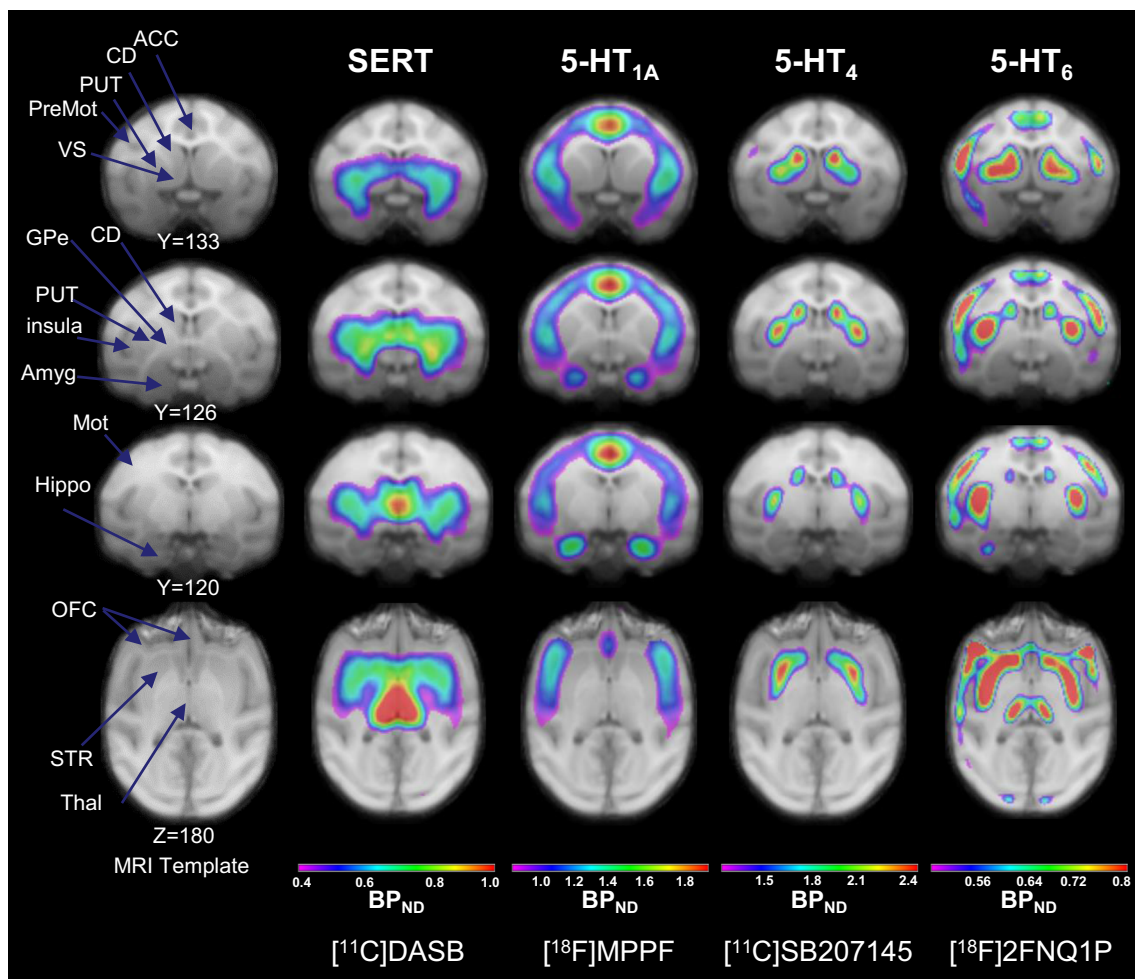 SERT 5-HT1A 5-HT4 5-HT6
ACC
CD
PUT
PreMot
VS
Y=133
GPe CD
PUT
insula
Amyg
Y=126
Mot
Hippo
Y=120
OFC
STR
Thal
Z=180
MRI Template
0.4 0.6 0.8 1.0 1.0 1.2 1.4 1.6 1.8 1.5 1.8 2.1 2.4 0.56 0.64 0.72 0.8
BPND BPND BPND BPND
[11C]DASB [18F]MPPF [11C]SB207145 [18F]2FNQ1P